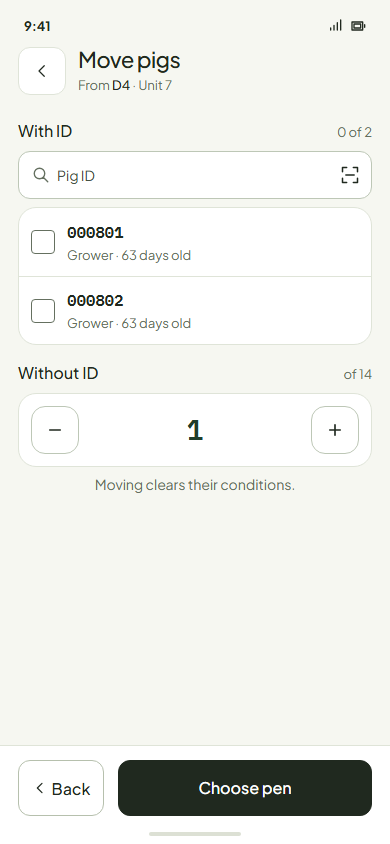 9:41
Move pigs
From D4 · Unit 7
With ID
0 of 2
Pig ID
000801
Grower · 63 days old
000802
Grower · 63 days old
Without ID
of 14
1
Moving clears their conditions.
Back
Choose pen